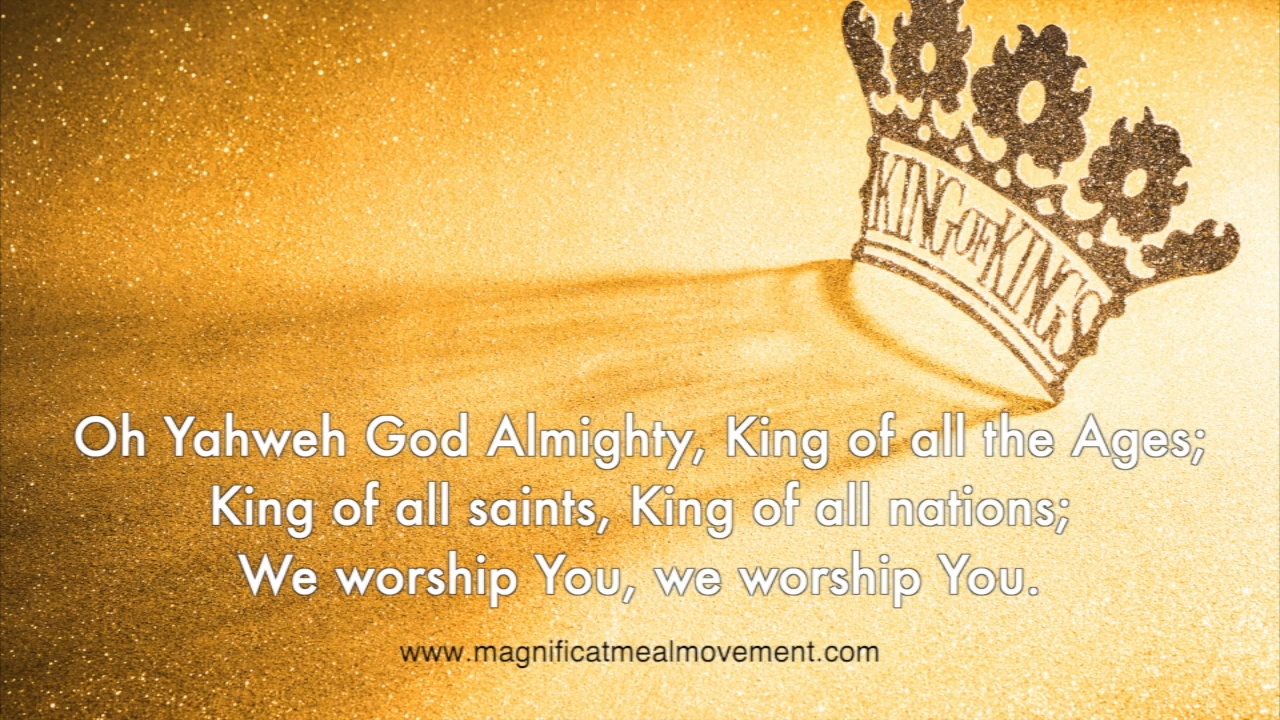 KING OF KINGS
Oh Yahweh God Almighty, King of all the Ages;
King of all saints, King of all nations;
We worship You, we worship You.
www.magnificatmealmovement.com